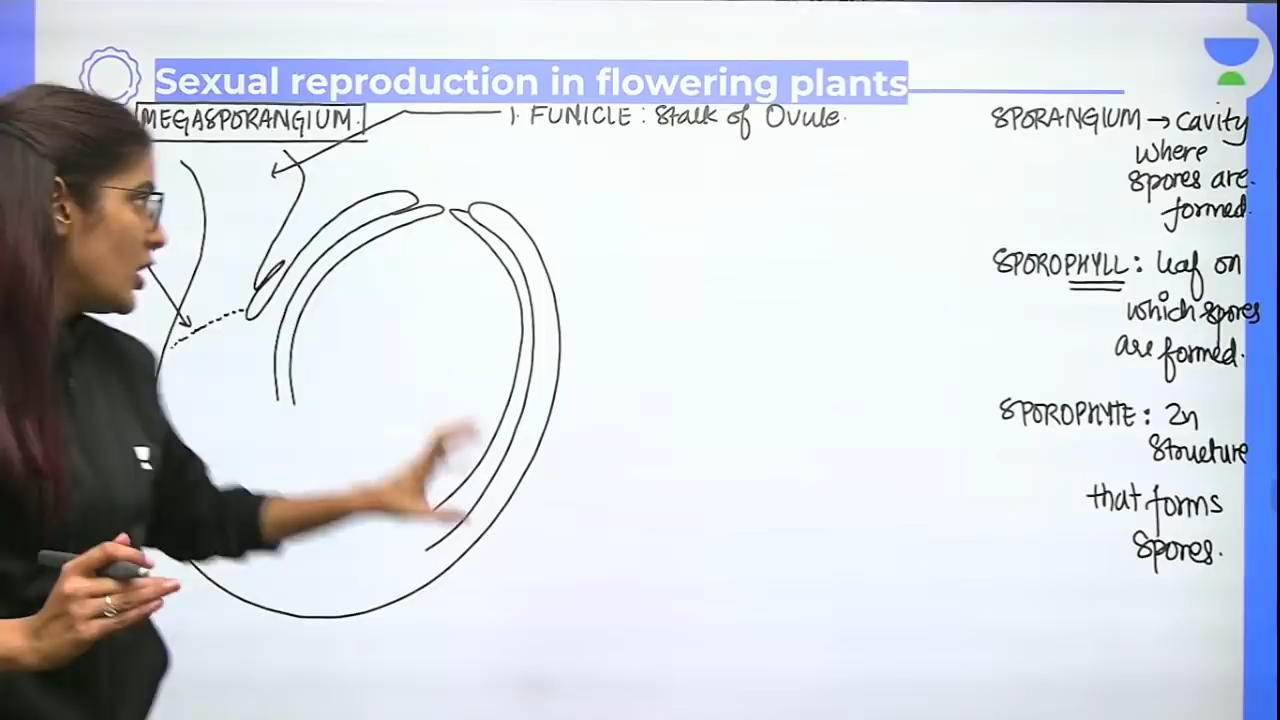 Sexual reproduction in flowering plants
MEGASPORANGIUM.
1. FUNICLE : Stalk of Ovule.
SPORANGIUM → cavity
where
spores are.
formed.
SPOROPHYLL : leaf on
which spores
are formed.
SPOROPHYTE : 2n
structure
that forms
spores.